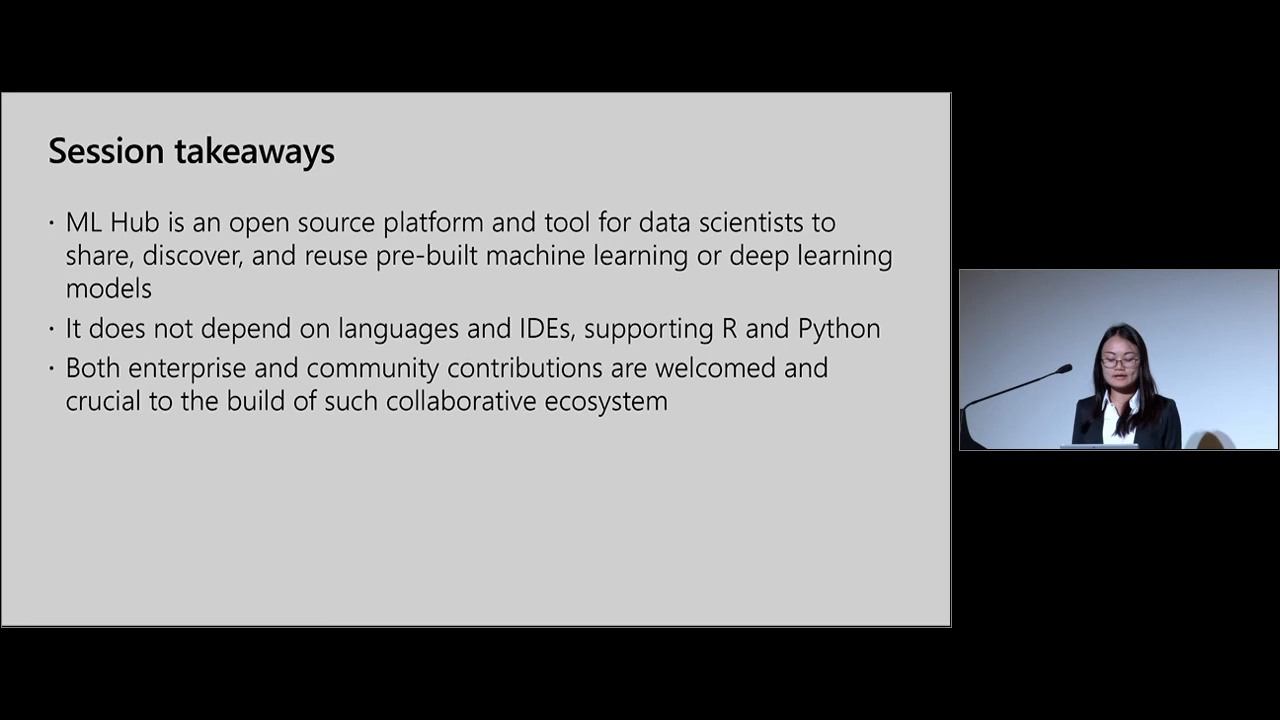 Session takeaways
· ML Hub is an open source platform and tool for data scientists to
share, discover, and reuse pre-built machine learning or deep learning
models
· It does not depend on languages and IDEs, supporting R and Python
· Both enterprise and community contributions are welcomed and
crucial to the build of such collaborative ecosystem